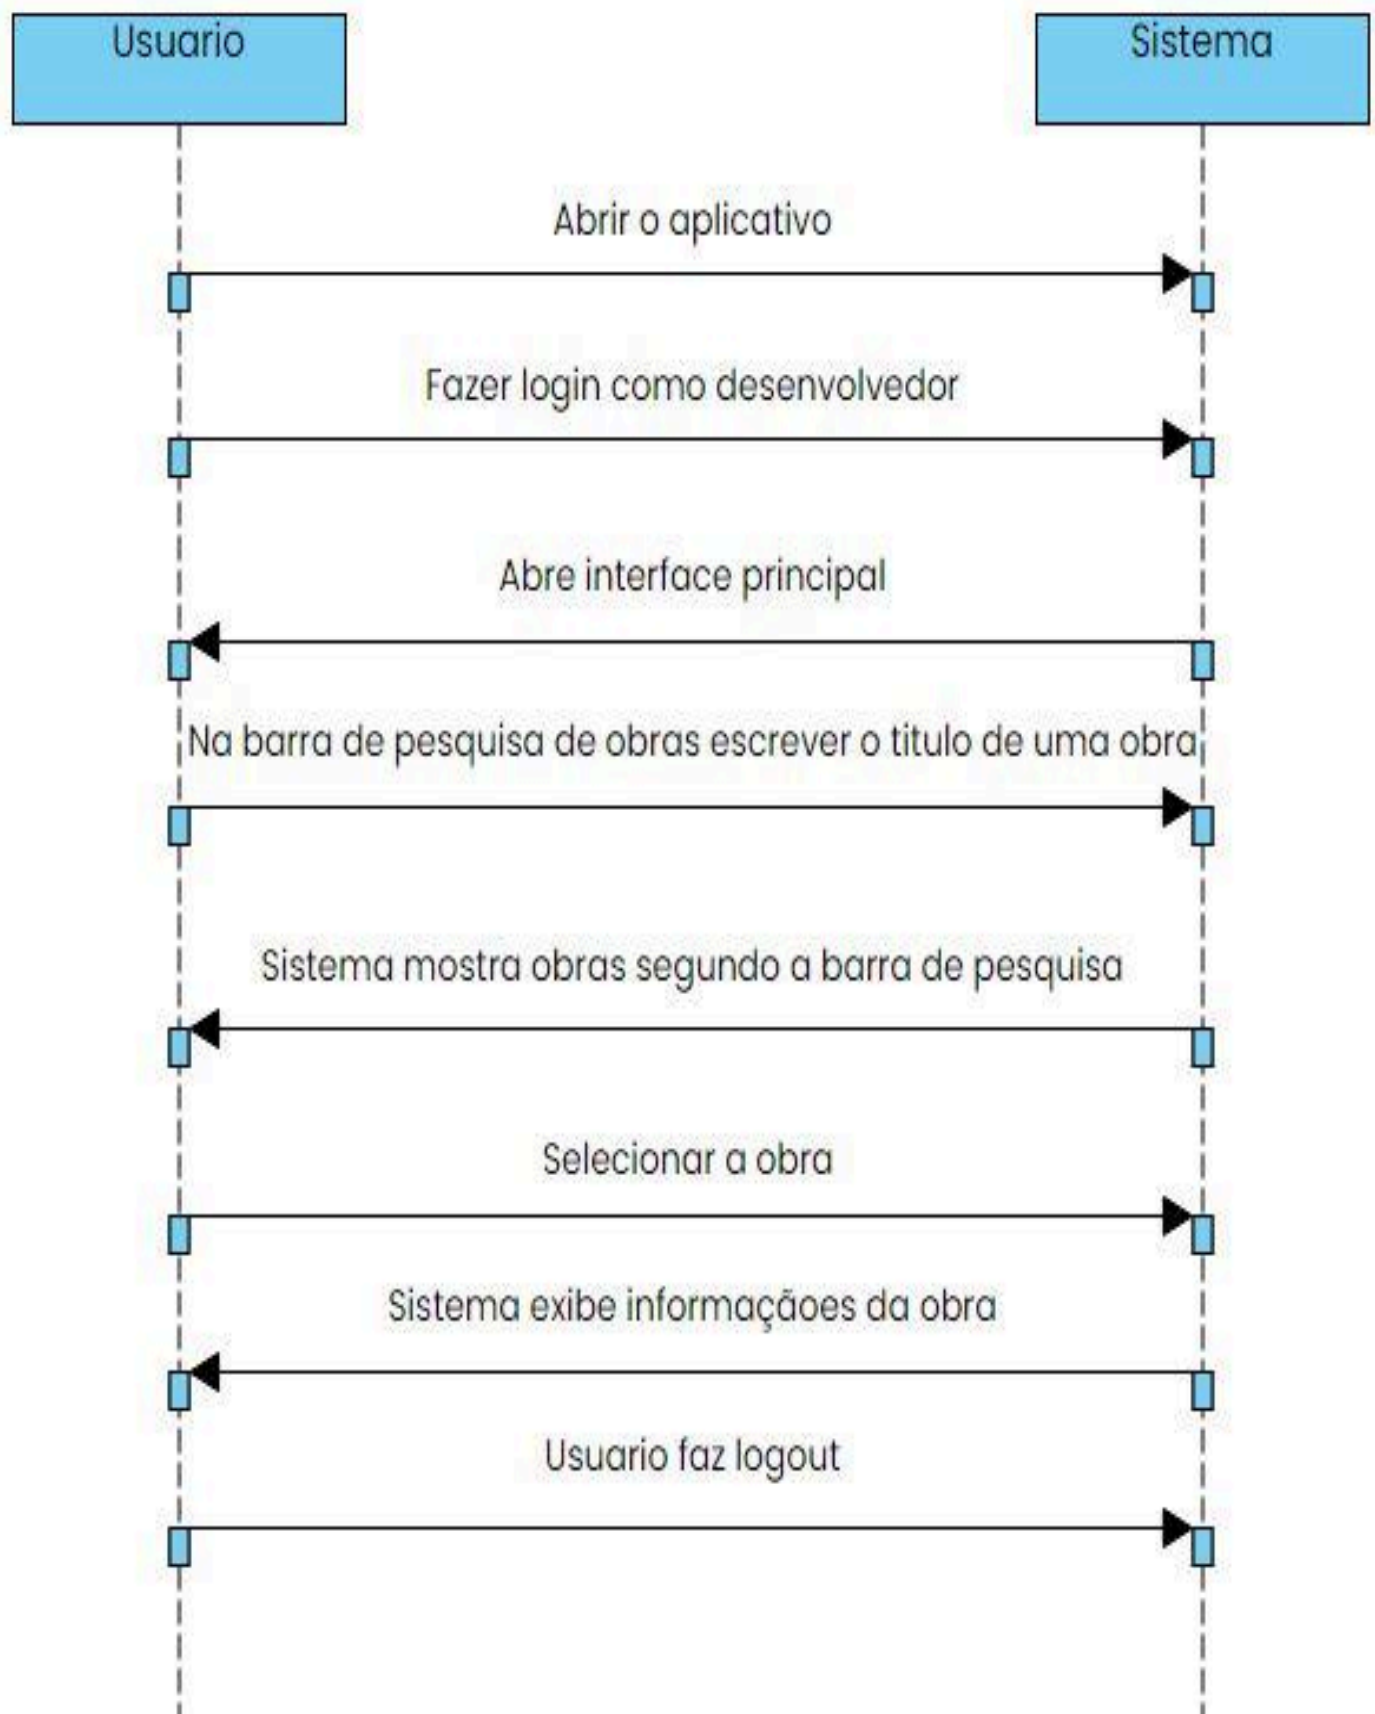 Usuario
Sistema
Abrir o aplicativo
Fazer login como desenvolvedor
Abre interface principal
Na barra de pesquisa de obras escrever o titulo de uma obra
Sistema mostra obras segundo a barra de pesquisa
Selecionar a obra
Sistema exibe informaçãoes da obra
Usuario faz logout